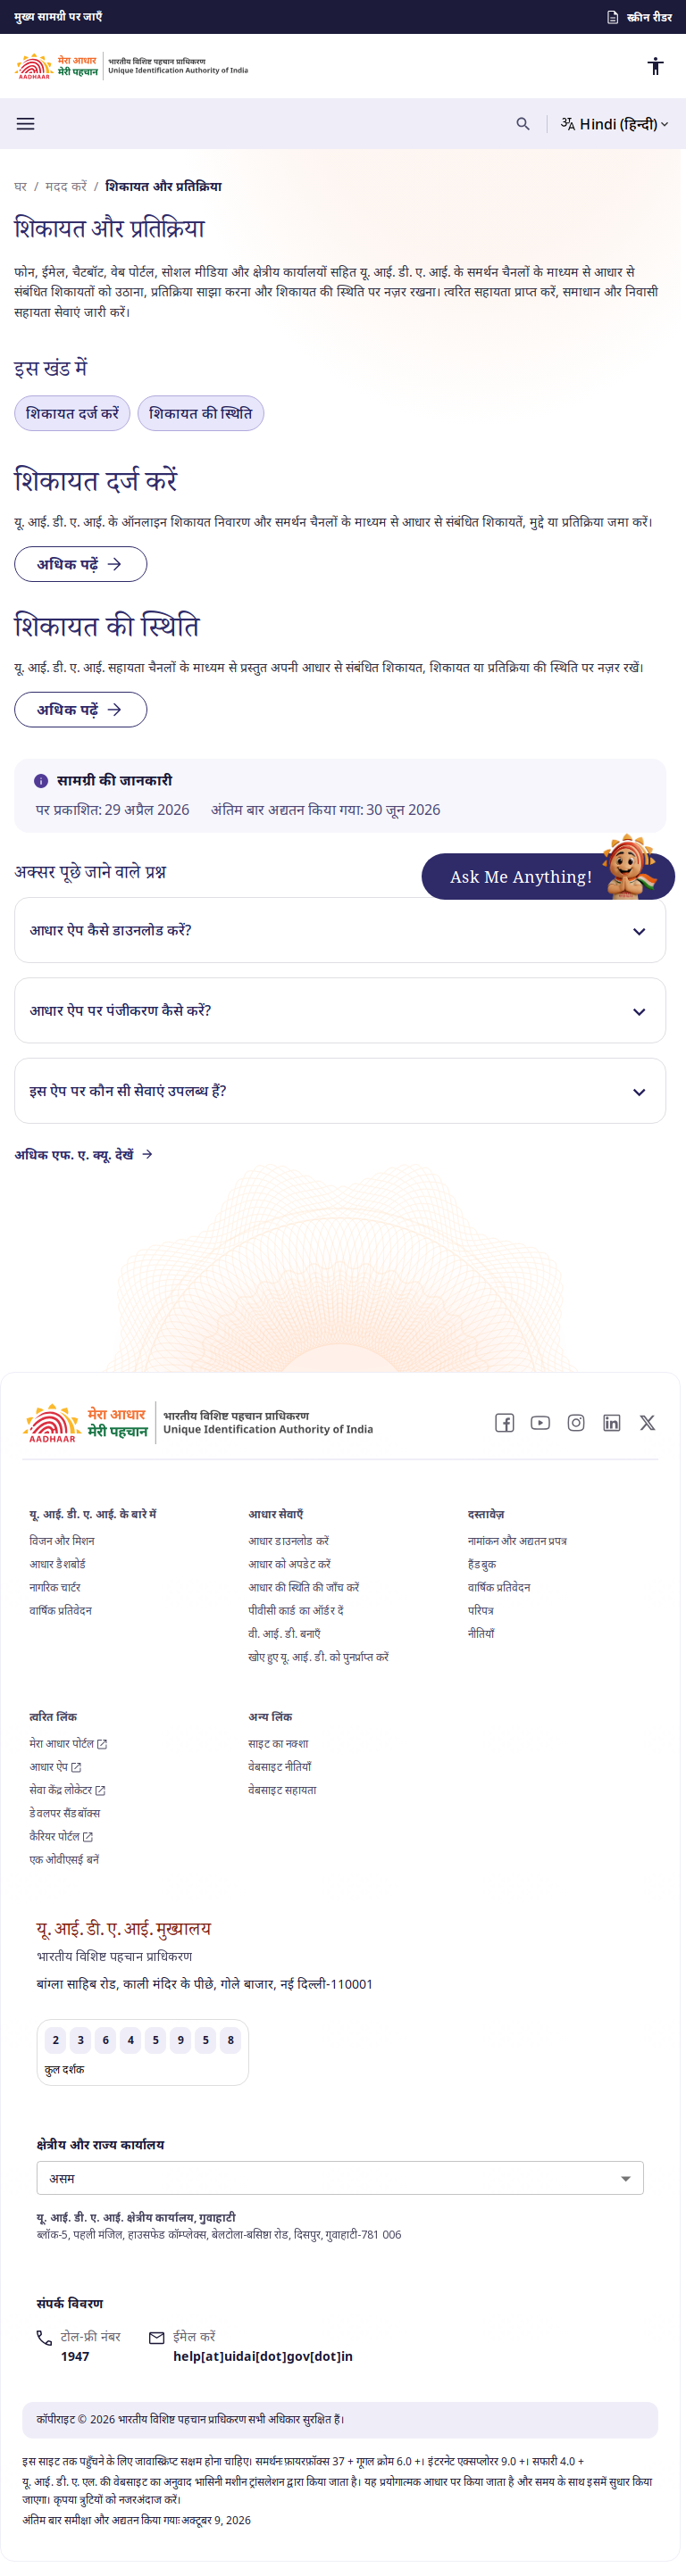 मुख्य सामग्री पर जाएँ
स्क्रीन रीडर
AADHAAR
मेरा आधार
मेरी पहचान
भारतीय विशिष्ट पहचान प्राधिकरण
Unique Identification Authority of India
Hindi (हिन्दी)
घर / मदद करें / शिकायत और प्रतिक्रिया
शिकायत और प्रतिक्रिया
फोन, ईमेल, चैटबॉट, वेब पोर्टल, सोशल मीडिया और क्षेत्रीय कार्यालयों सहित यू. आई. डी. ए. आई. के समर्थन चैनलों के माध्यम से आधार से
संबंधित शिकायतों को उठाना, प्रतिक्रिया साझा करना और शिकायत की स्थिति पर नज़र रखना। त्वरित सहायता प्राप्त करें, समाधान और निवासी
सहायता सेवाएं जारी करें।
इस खंड में
शिकायत दर्ज करें
शिकायत की स्थिति
शिकायत दर्ज करें
यू. आई. डी. ए. आई. के ऑनलाइन शिकायत निवारण और समर्थन चैनलों के माध्यम से आधार से संबंधित शिकायतें, मुद्दे या प्रतिक्रिया जमा करें।
अधिक पढ़ें
शिकायत की स्थिति
यू. आई. डी. ए. आई. सहायता चैनलों के माध्यम से प्रस्तुत अपनी आधार से संबंधित शिकायत, शिकायत या प्रतिक्रिया की स्थिति पर नज़र रखें।
अधिक पढ़ें
सामग्री की जानकारी
पर प्रकाशित: 29 अप्रैल 2026 अंतिम बार अद्यतन किया गया: 30 जून 2026
अक्सर पूछे जाने वाले प्रश्न
Ask Me Anything!
आधार ऐप कैसे डाउनलोड करें?
आधार ऐप पर पंजीकरण कैसे करें?
इस ऐप पर कौन सी सेवाएं उपलब्ध हैं?
अधिक एफ. ए. क्यू. देखें
AADHAAR
मेरा आधार
मेरी पहचान
भारतीय विशिष्ट पहचान प्राधिकरण
Unique Identification Authority of India
यू. आई. डी. ए. आई. के बारे में
विजन और मिशन
आधार डैशबोर्ड
नागरिक चार्टर
वार्षिक प्रतिवेदन
आधार सेवाएँ
आधार डाउनलोड करें
आधार को अपडेट करें
आधार की स्थिति की जाँच करें
पीवीसी कार्ड का ऑर्डर दें
वी. आई. डी. बनाएँ
खोए हुए यू. आई. डी. को पुनर्प्राप्त करें
दस्तावेज़
नामांकन और अद्यतन प्रपत्र
हैंडबुक
वार्षिक प्रतिवेदन
परिपत्र
नीतियाँ
त्वरित लिंक
मेरा आधार पोर्टल
आधार ऐप
सेवा केंद्र लोकेटर
डेवलपर सैंडबॉक्स
कैरियर पोर्टल
एक ओवीएसई बनें
अन्य लिंक
साइट का नक्शा
वेबसाइट नीतियाँ
वेबसाइट सहायता
यू. आई. डी. ए. आई. मुख्यालय
भारतीय विशिष्ट पहचान प्राधिकरण
बांग्ला साहिब रोड, काली मंदिर के पीछे, गोले बाजार, नई दिल्ली-110001
2 3 6 4 5 9 5 8
कुल दर्शक
क्षेत्रीय और राज्य कार्यालय
असम
यू. आई. डी. ए. आई. क्षेत्रीय कार्यालय, गुवाहाटी
ब्लॉक-5, पहली मंजिल, हाउसफेड कॉम्प्लेक्स, बेलटोला-बसिष्ठा रोड, दिसपुर, गुवाहाटी-781 006
संपर्क विवरण
टोल-फ्री नंबर
1947
ईमेल करें
help[at]uidai[dot]gov[dot]in
कॉपीराइट © 2026 भारतीय विशिष्ट पहचान प्राधिकरण सभी अधिकार सुरक्षित हैं।
इस साइट तक पहुँचने के लिए जावास्क्रिप्ट सक्षम होना चाहिए। समर्थनः फ़ायरफ़ॉक्स 37 + गूगल क्रोम 6.0 +। इंटरनेट एक्सप्लोरर 9.0 +। सफारी 4.0 +
यू. आई. डी. ए. एल. की वेबसाइट का अनुवाद भासिनी मशीन ट्रांसलेशन द्वारा किया जाता है। यह प्रयोगात्मक आधार पर किया जाता है और समय के साथ इसमें सुधार किया
जाएगा। कृपया त्रुटियों को नजरअंदाज करें।
अंतिम बार समीक्षा और अद्यतन किया गयाः अक्टूबर 9, 2026